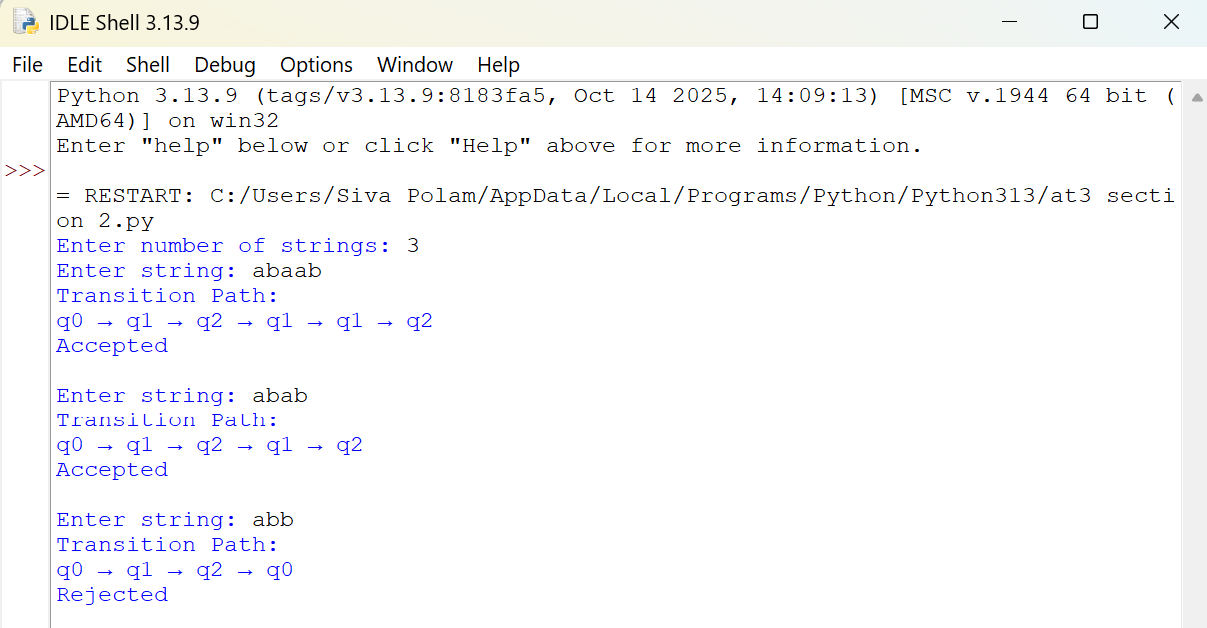 IDLE Shell 3.13.9
File Edit Shell Debug Options Window Help
Python 3.13.9 (tags/v3.13.9:8183fa5, Oct 14 2025, 14:09:13) [MSC v.1944 64 bit (
AMD64)] on win32
Enter "help" below or click "Help" above for more information.
>>>
= RESTART: C:/Users/Siva Polam/AppData/Local/Programs/Python/Python313/at3 secti
on 2.py
Enter number of strings: 3
Enter string: abaab
Transition Path:
q0 → q1 → q2 → q1 → q1 → q2
Accepted
Enter string: abab
Transition Path:
q0 → q1 → q2 → q1 → q2
Accepted
Enter string: abb
Transition Path:
q0 → q1 → q2 → q0
Rejected